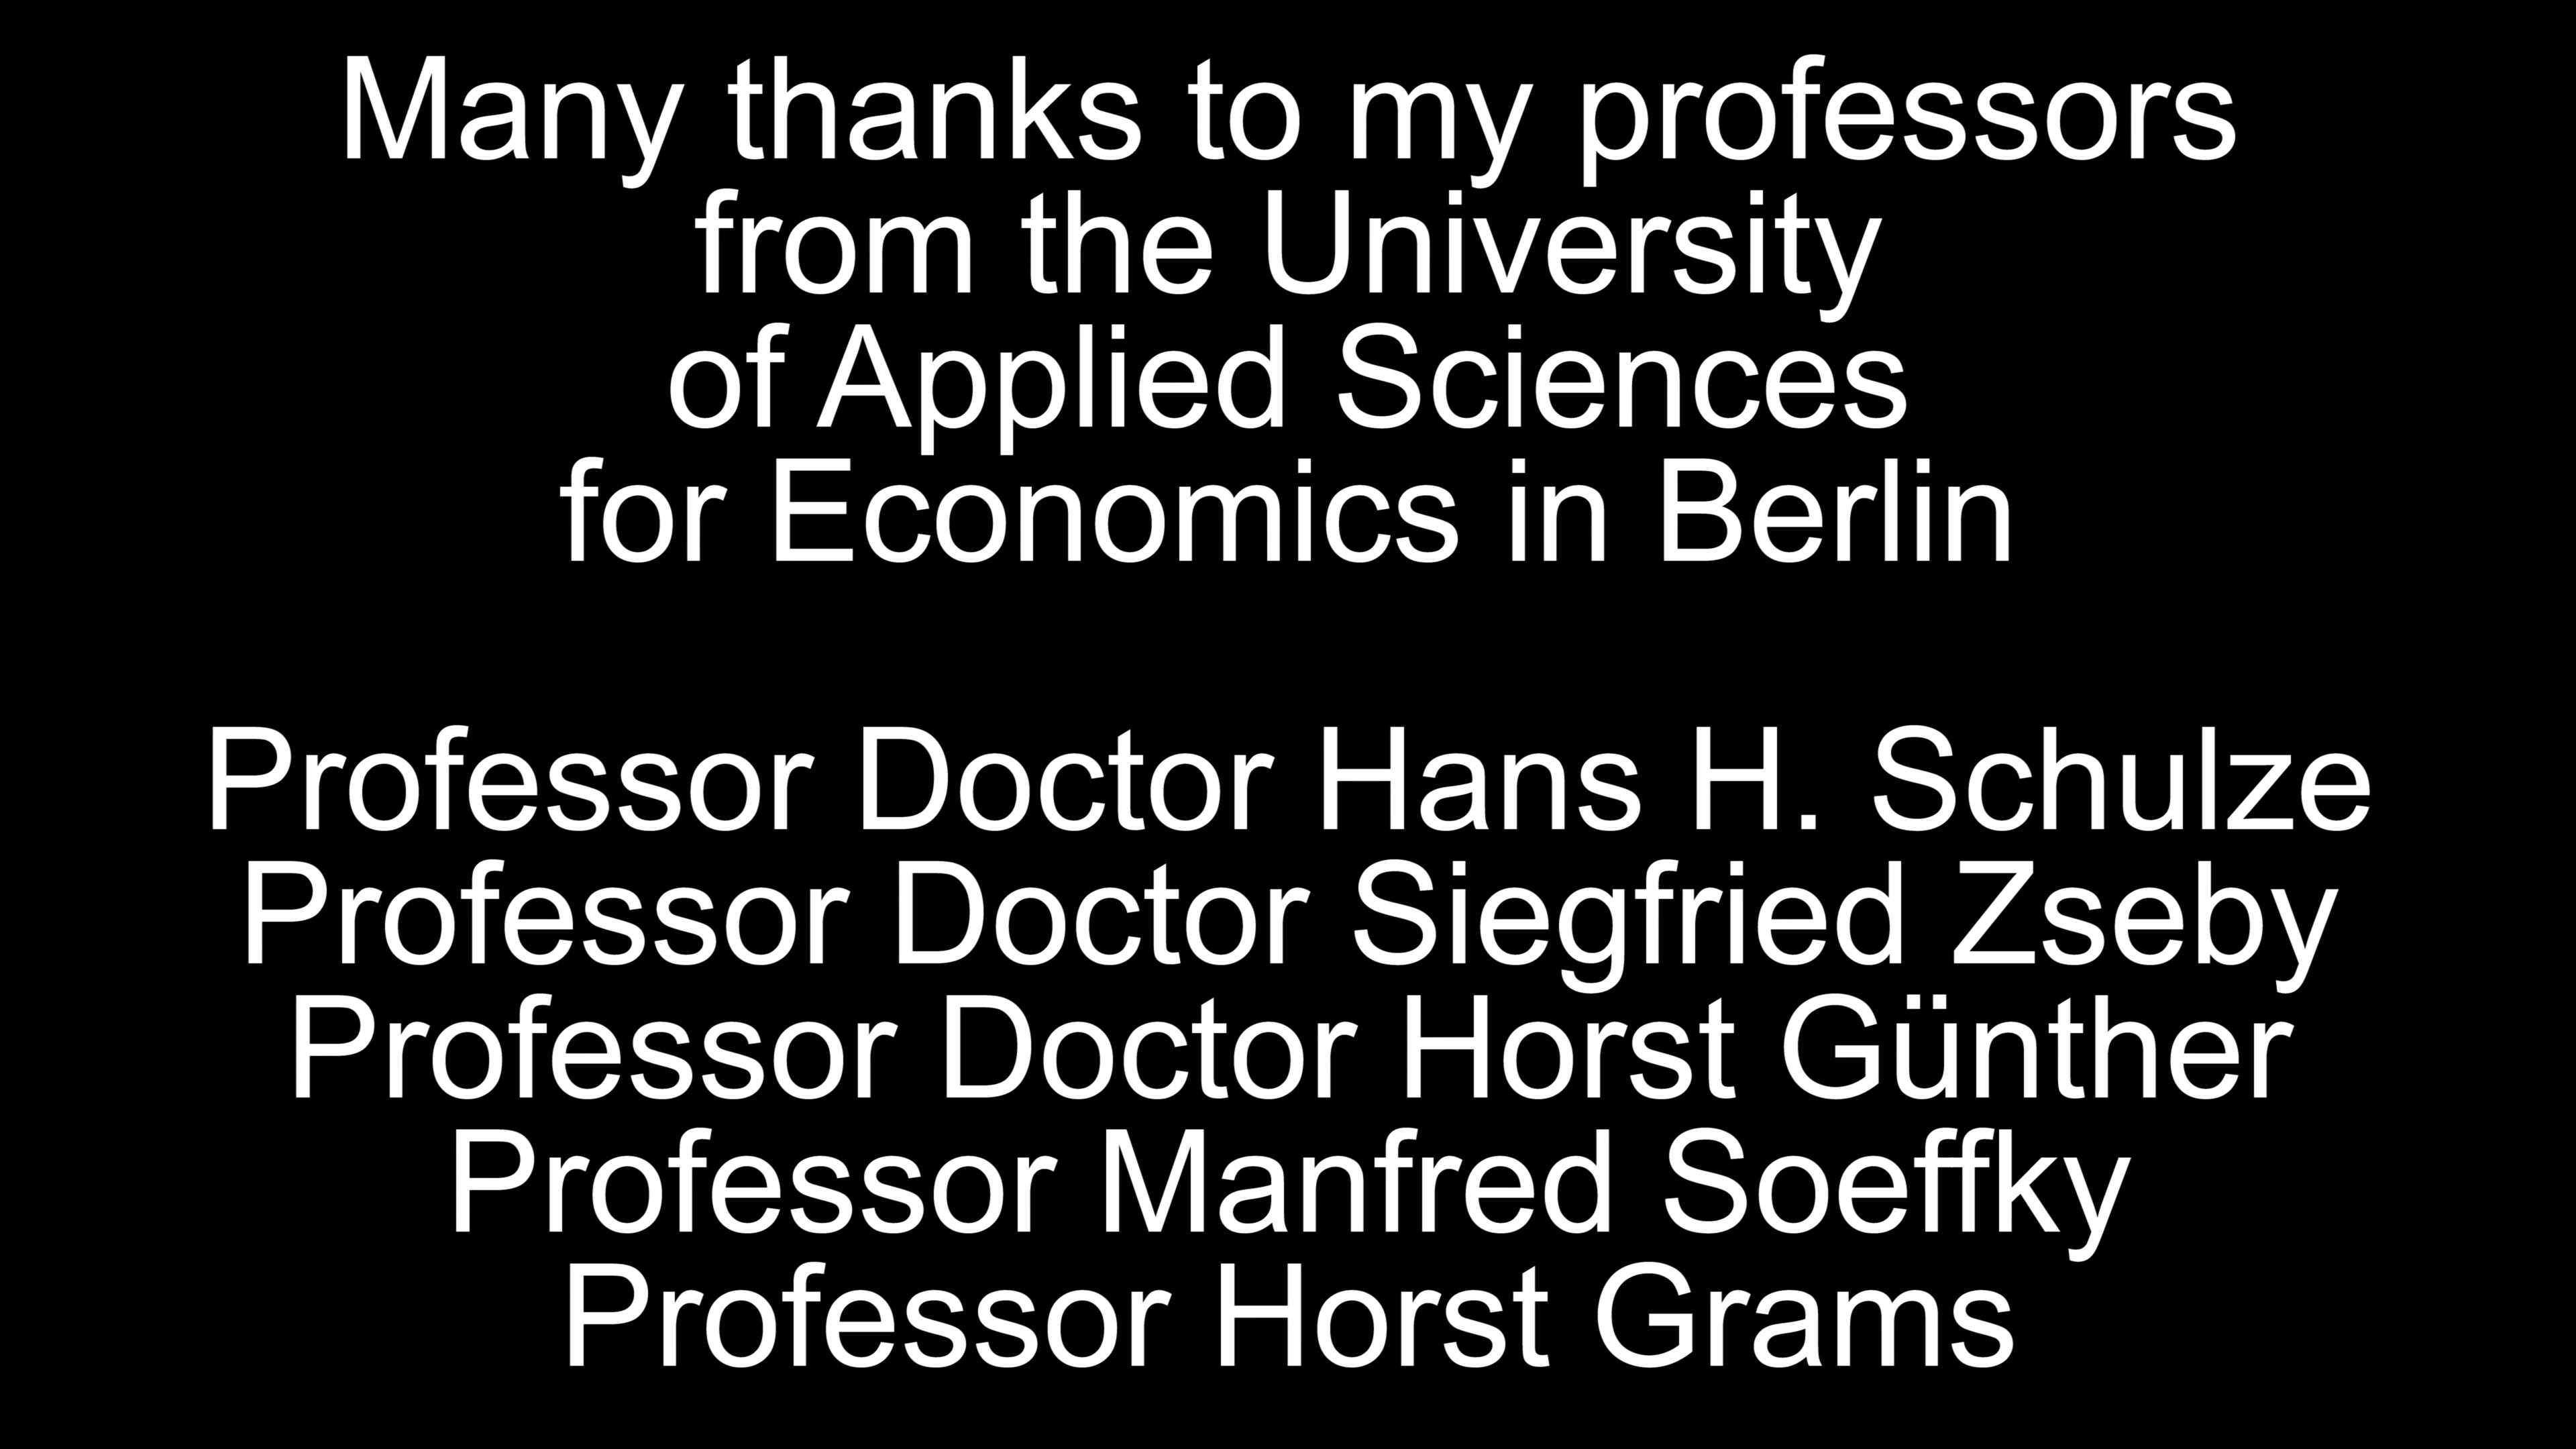 Many thanks to my professors
from the University
of Applied Sciences
for Economics in Berlin
Professor Doctor Hans H. Schulze
Professor Doctor Siegfried Zseby
Professor Doctor Horst Günther
Professor Manfred Soeffky
Professor Horst Grams